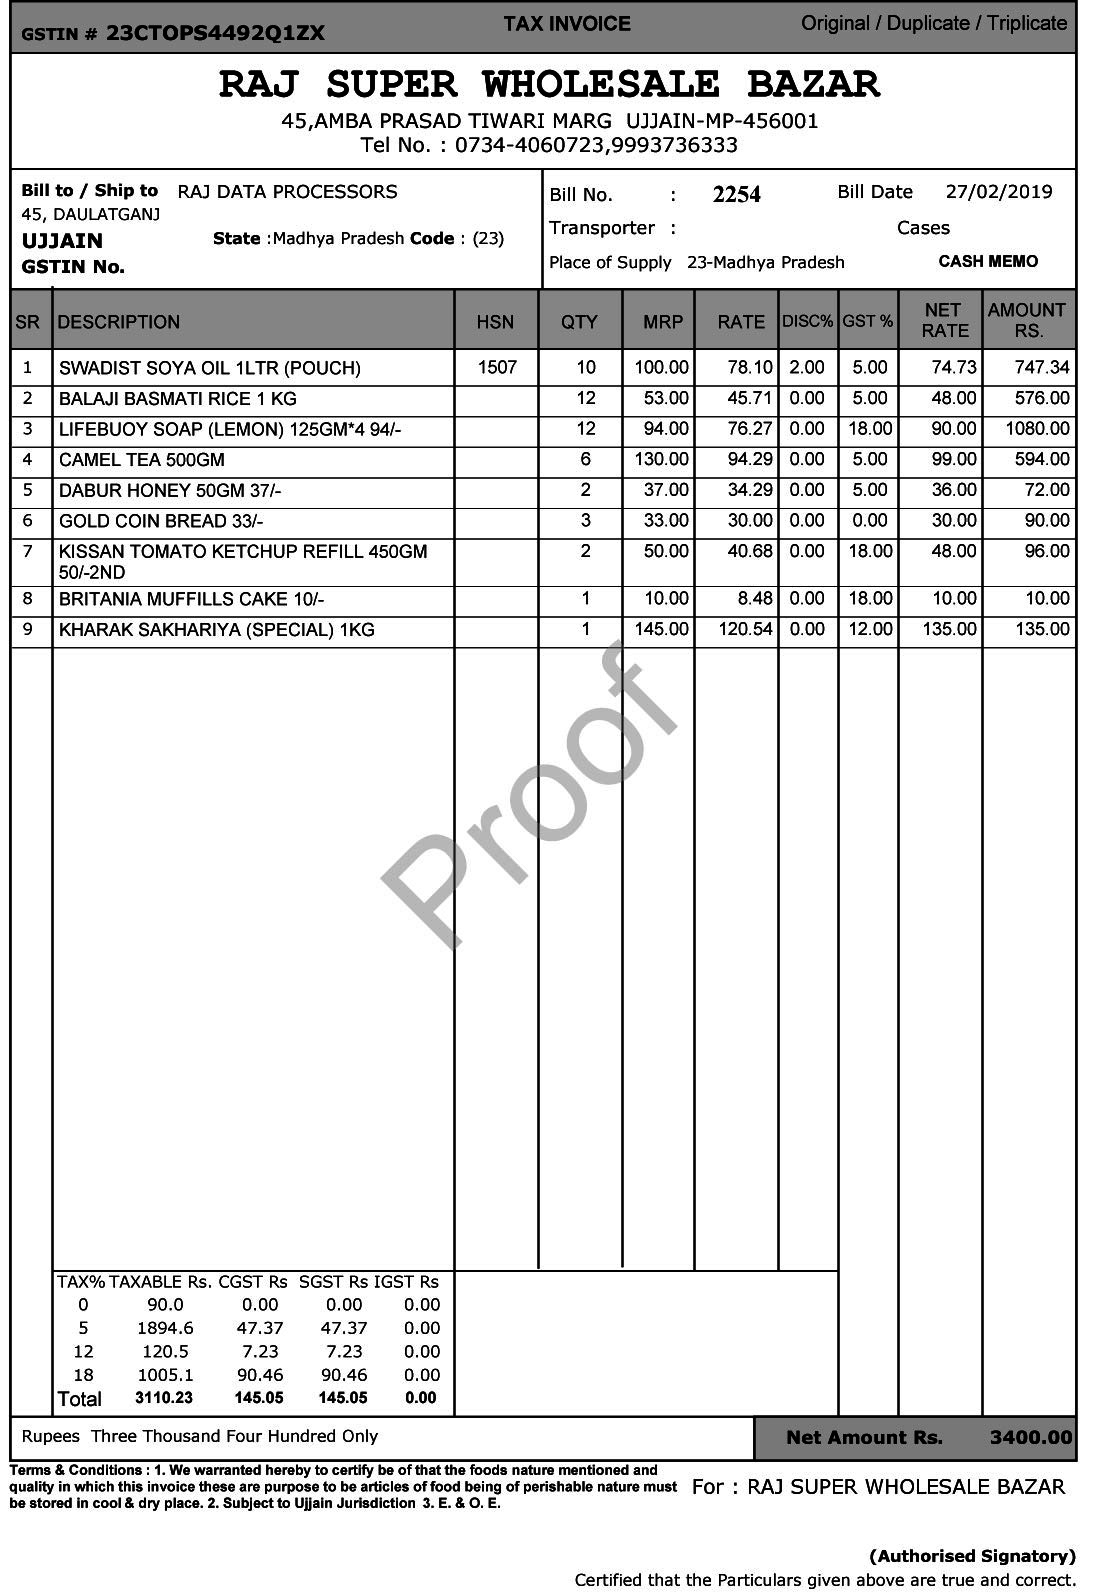 GSTIN # 23CTOPS4492Q1ZX TAX INVOICE Original / Duplicate / Triplicate
RAJ SUPER WHOLESALE BAZAR
45,AMBA PRASAD TIWARI MARG UJJAIN-MP-456001
Tel No. : 0734-4060723,9993736333
Bill to / Ship to RAJ DATA PROCESSORS
45, DAULATGANJ
UJJAIN State :Madhya Pradesh Code : (23)
GSTIN No.
Bill No. : 2254 Bill Date 27/02/2019
Transporter : Cases
Place of Supply 23-Madhya Pradesh CASH MEMO
SR DESCRIPTION HSN QTY MRP RATE DISC% GST % NET RATE AMOUNT RS.
1 SWADIST SOYA OIL 1LTR (POUCH) 1507 10 100.00 78.10 2.00 5.00 74.73 747.34
2 BALAJI BASMATI RICE 1 KG 12 53.00 45.71 0.00 5.00 48.00 576.00
3 LIFEBUOY SOAP (LEMON) 125GM*4 94/- 12 94.00 76.27 0.00 18.00 90.00 1080.00
4 CAMEL TEA 500GM 6 130.00 94.29 0.00 5.00 99.00 594.00
5 DABUR HONEY 50GM 37/- 2 37.00 34.29 0.00 5.00 36.00 72.00
6 GOLD COIN BREAD 33/- 3 33.00 30.00 0.00 0.00 30.00 90.00
7 KISSAN TOMATO KETCHUP REFILL 450GM 2 50.00 40.68 0.00 18.00 48.00 96.00
50/-2ND
8 BRITANIA MUFFILLS CAKE 10/- 1 10.00 8.48 0.00 18.00 10.00 10.00
9 KHARAK SAKHARIYA (SPECIAL) 1KG 1 145.00 120.54 0.00 12.00 135.00 135.00
Proof
TAX% TAXABLE Rs. CGST Rs SGST Rs IGST Rs
0 90.0 0.00 0.00 0.00
5 1894.6 47.37 47.37 0.00
12 120.5 7.23 7.23 0.00
18 1005.1 90.46 90.46 0.00
Total 3110.23 145.05 145.05 0.00
Rupees Three Thousand Four Hundred Only Net Amount Rs. 3400.00
Terms & Conditions : 1. We warranted hereby to certify be of that the foods nature mentioned and
quality in which this invoice these are purpose to be articles of food being of perishable nature must
be stored in cool & dry place. 2. Subject to Ujjain Jurisdiction 3. E. & O. E.
For : RAJ SUPER WHOLESALE BAZAR
(Authorised Signatory)
Certified that the Particulars given above are true and correct.